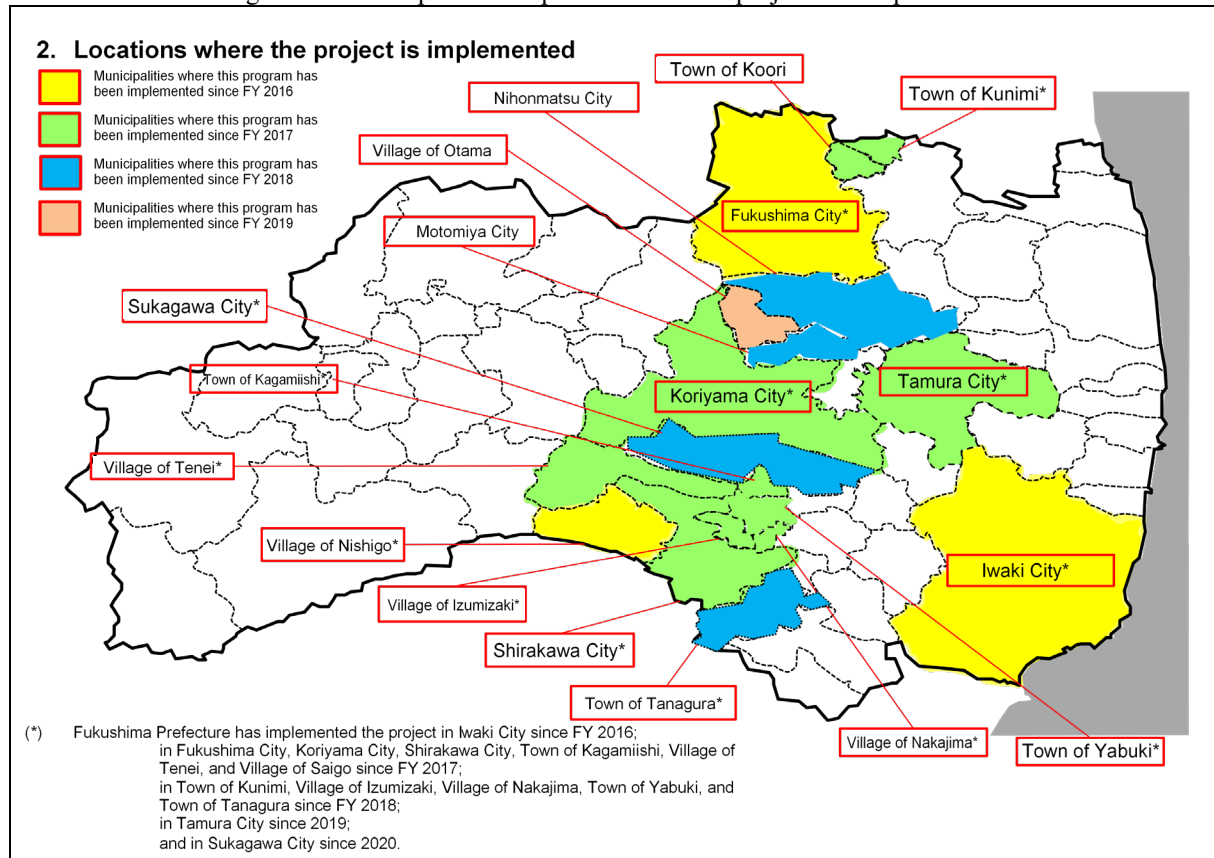 2. Locations where the project is implemented
Municipalities where this program has
been implemented since FY 2016
Municipalities where this program has
been implemented since FY 2017
Municipalities where this program has
been implemented since FY 2018
Municipalities where this program has
been implemented since FY 2019
Town of Koori
Town of Kunimi*
Nihonmatsu City
Village of Otama
Fukushima City*
Motomiya City
Sukagawa City*
Town of Kagamiishi*
Koriyama City*
Tamura City*
Village of Tenei*
Village of Nishigo*
Iwaki City*
Village of Izumizaki*
Shirakawa City*
Town of Tanagura*
Village of Nakajima*
Town of Yabuki*
(*) Fukushima Prefecture has implemented the project in Iwaki City since FY 2016;
in Fukushima City, Koriyama City, Shirakawa City, Town of Kagamiishi, Village of
Tenei, and Village of Saigo since FY 2017;
in Town of Kunimi, Village of Izumizaki, Village of Nakajima, Town of Yabuki, and
Town of Tanagura since FY 2018;
in Tamura City since 2019;
and in Sukagawa City since 2020.